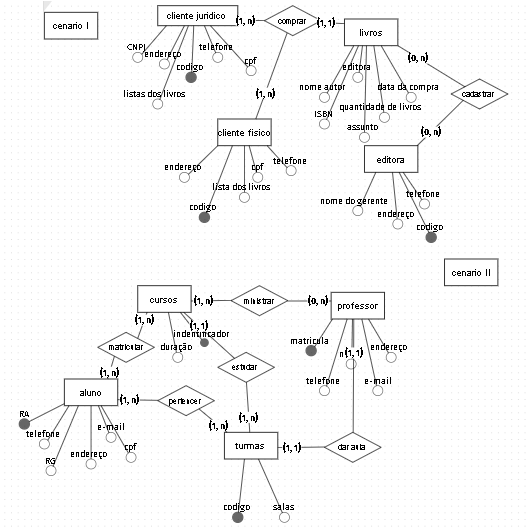 cenario I
cliente juridico
(1, n)
comprar
(1, 1)
livros
CNPJ
endereço
telefone
cpf
codigo
listas dos livros
(0, n)
editora
nome autor
data da compra
quantidade de livros
ISBN
assunto
cadastrar
(1, n)
cliente fisico
(0, n)
editora
endereço
cpf
telefone
lista dos livros
codigo
nome do gerente
telefone
endereço
codigo
cenario II
cursos
(1, n)
ministrar
(0, n)
professor
(1, n)
(1, 1)
indentificador
duração
matricular
matricula
(1, 1)
endereço
telefone
e-mail
estudar
(1, n)
aluno
(1, n)
pertencer
(1, n)
(1, n)
RA
telefone
e-mail
RG
endereço
cpf
turmas
(1, 1)
dar aula
codigo
salas